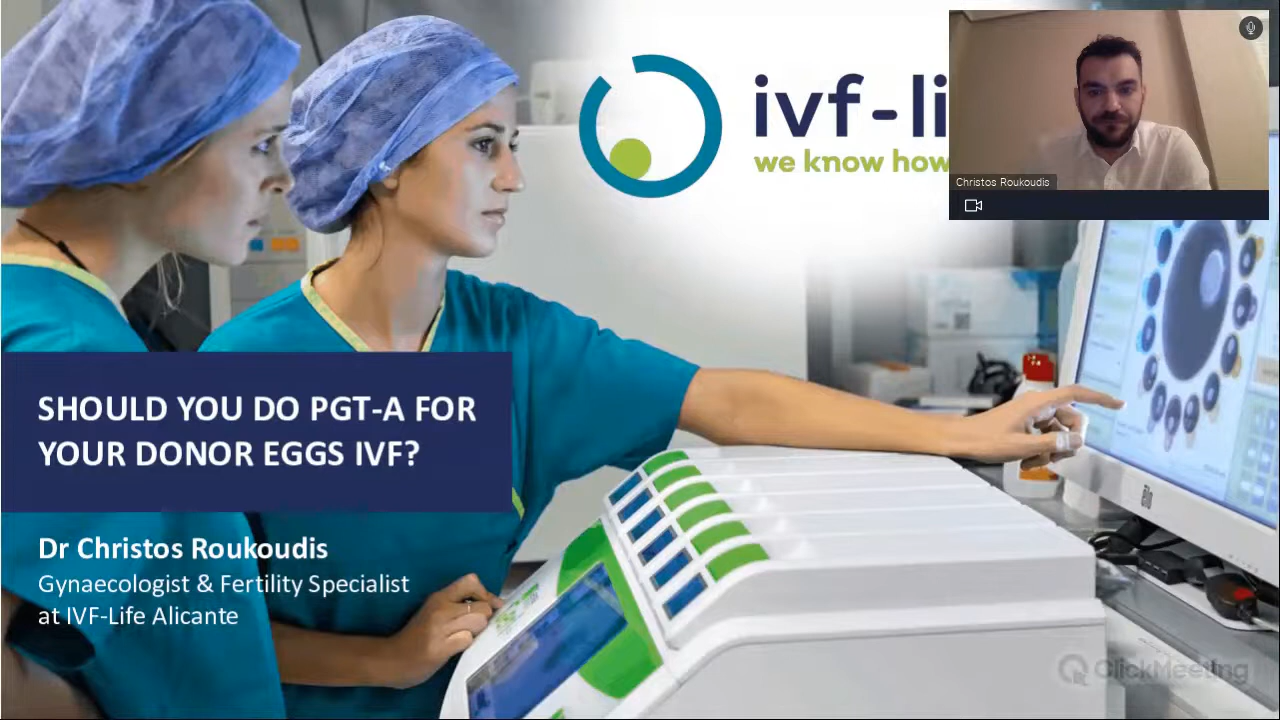 ivf-li
we know how
Christos Roukoudis
SHOULD YOU DO PGT-A FOR
YOUR DONOR EGGS IVF?
Dr Christos Roukoudis
Gynaecologist & Fertility Specialist
at IVF-Life Alicante
elo
ClickMeeting